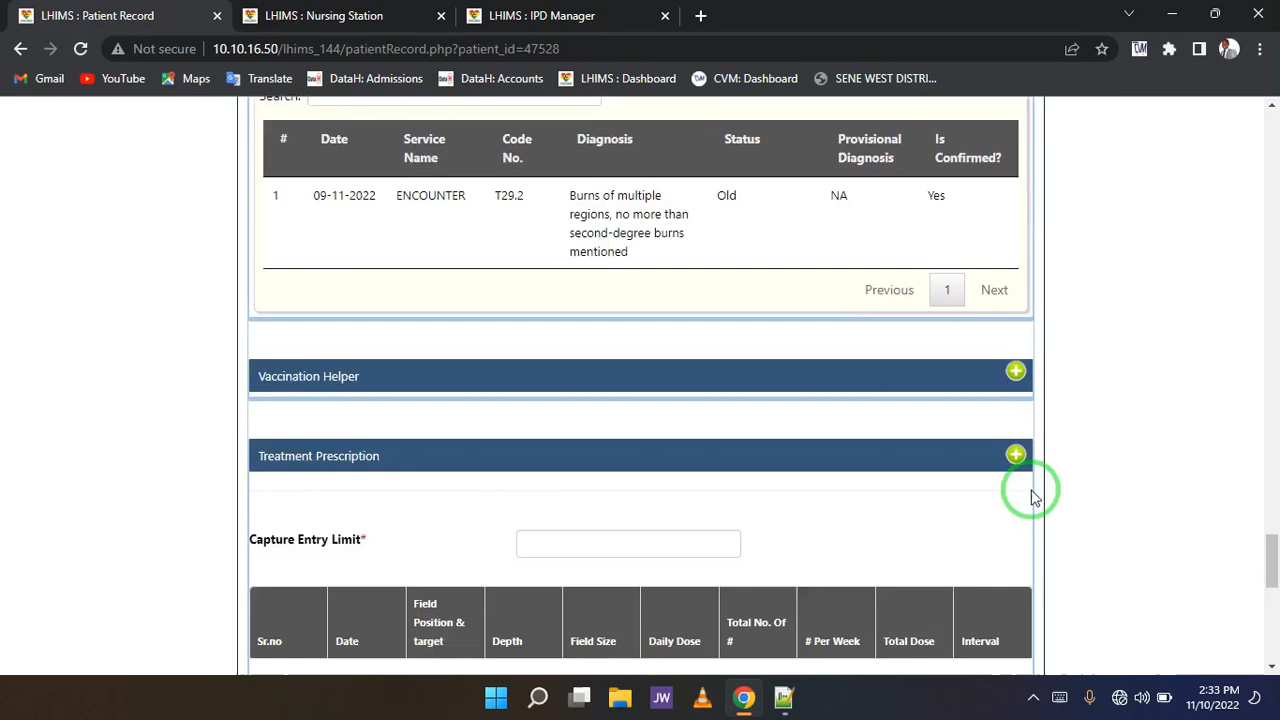 LHIMS : Patient Record
LHIMS : Nursing Station
LHIMS : IPD Manager
Not secure 10.10.16.50/lhims_144/patientRecord.php?patient_id=47528
Gmail YouTube Maps Translate DataH: Admissions DataH: Accounts LHIMS : Dashboard CVM: Dashboard SENE WEST DISTRI...
Search:
# Date Service Name Code No. Diagnosis Status Provisional Diagnosis Is Confirmed?
1 09-11-2022 ENCOUNTER T29.2 Burns of multiple Old NA Yes
regions, no more than
second-degree burns
mentioned
Previous 1 Next
Vaccination Helper
Treatment Prescription
Capture Entry Limit*
Sr.no Date Field Position & target Depth Field Size Daily Dose Total No. Of # # Per Week Total Dose Interval
JW
2:33 PM
11/10/2022